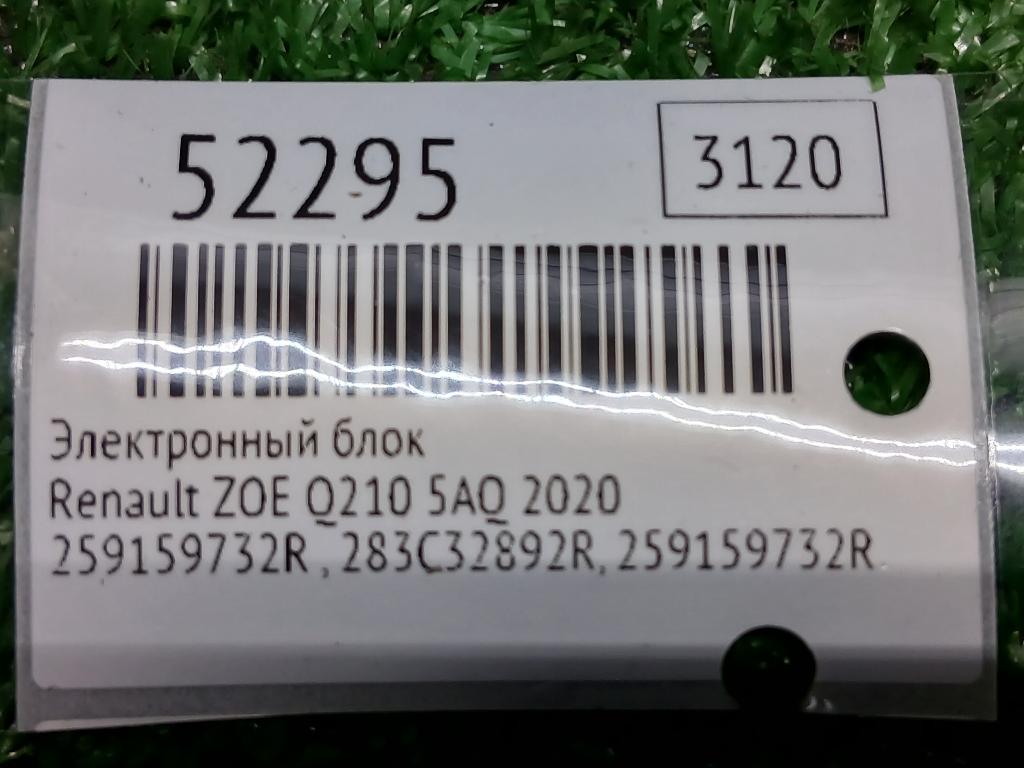 52295
3120
Электронный блок
Renault ZOE Q210 5AQ 2020
259159732R , 283C32892R, 259159732R